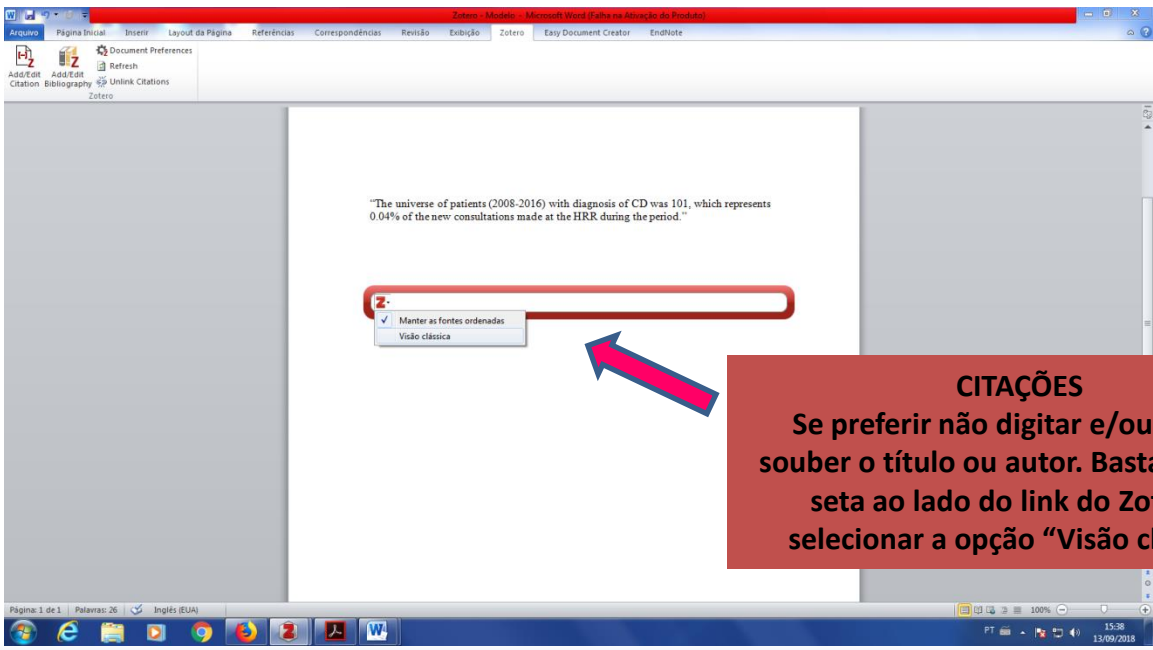 Zotero - Modelo - Microsoft Word (Falha na Ativação do Produto)
Arquivo Página Inicial Inserir Layout da Página Referências Correspondências Revisão Exibição Zotero Easy Document Creator EndNote
Add/Edit Citation
Add/Edit Bibliography
Document Preferences
Refresh
Unlink Citations
Zotero
“The universe of patients (2008-2016) with diagnosis of CD was 101, which represents
0.04% of the new consultations made at the HRR during the period.”
Z
Manter as fontes ordenadas
Visão clássica
CITAÇÕES
Se preferir não digitar e/ou
souber o título ou autor. Basta
seta ao lado do link do Zo
selecionar a opção “Visão c
Página: 1 de 1 Palavras: 26 Inglês (EUA) 100%
PT 15:38
13/09/2018